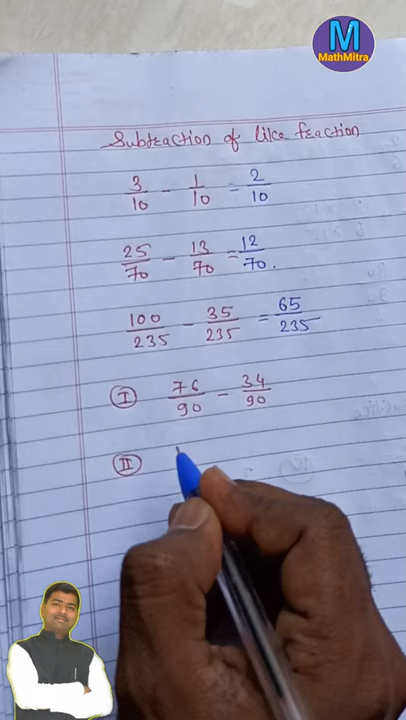 M
MathMitra
Subtraction of like fraction
3/10 - 1/10 = 2/10
25/70 - 13/70 = 12/70.
100/235 - 35/235 = 65/235
I 76/90 - 34/90
II